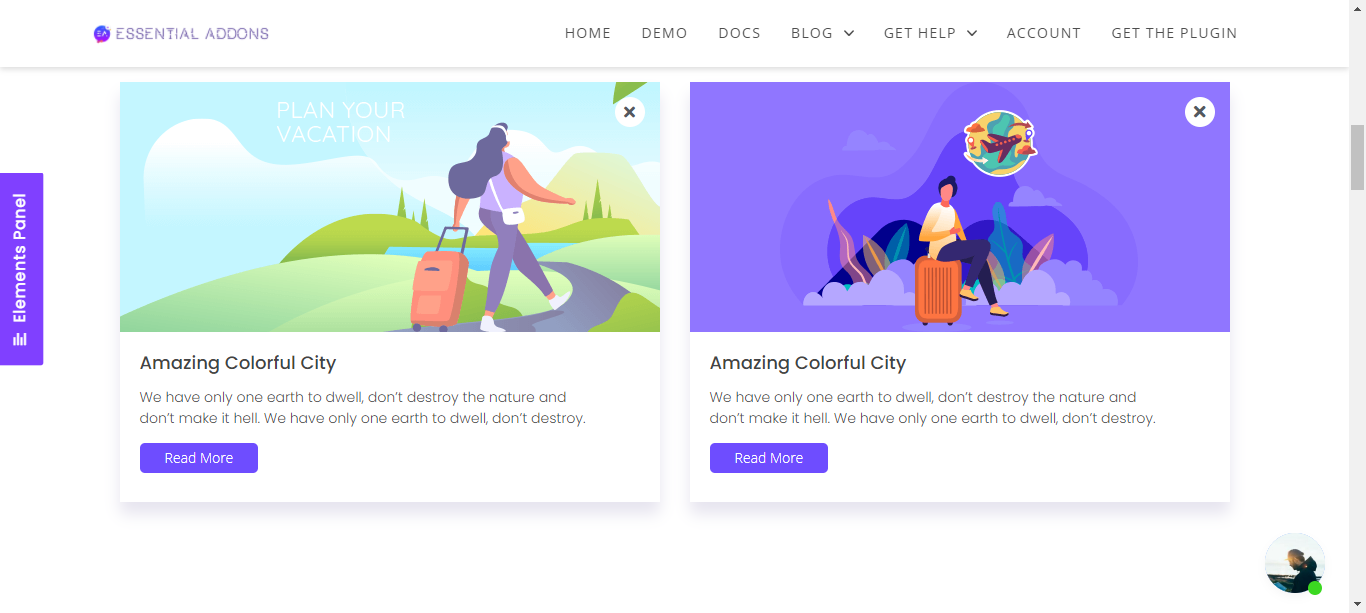 ESSENTIAL ADDONS
HOME
DEMO
DOCS
BLOG
GET HELP
ACCOUNT
GET THE PLUGIN
Elements Panel
PLAN YOUR
VACATION
Amazing Colorful City
We have only one earth to dwell, don’t destroy the nature and
don’t make it hell. We have only one earth to dwell, don’t destroy.
Read More
Amazing Colorful City
We have only one earth to dwell, don’t destroy the nature and
don’t make it hell. We have only one earth to dwell, don’t destroy.
Read More